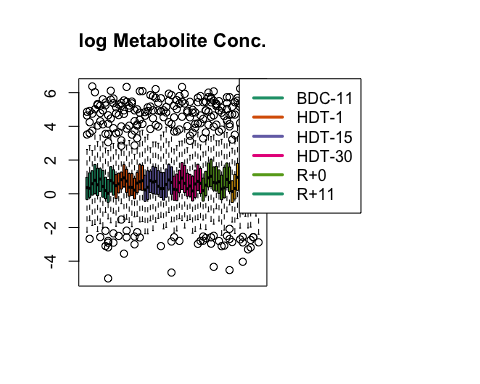 log Metabolite Conc.
6
4
2
0
-2
-4
BDC-11
HDT-1
HDT-15
HDT-30
R+0
R+11